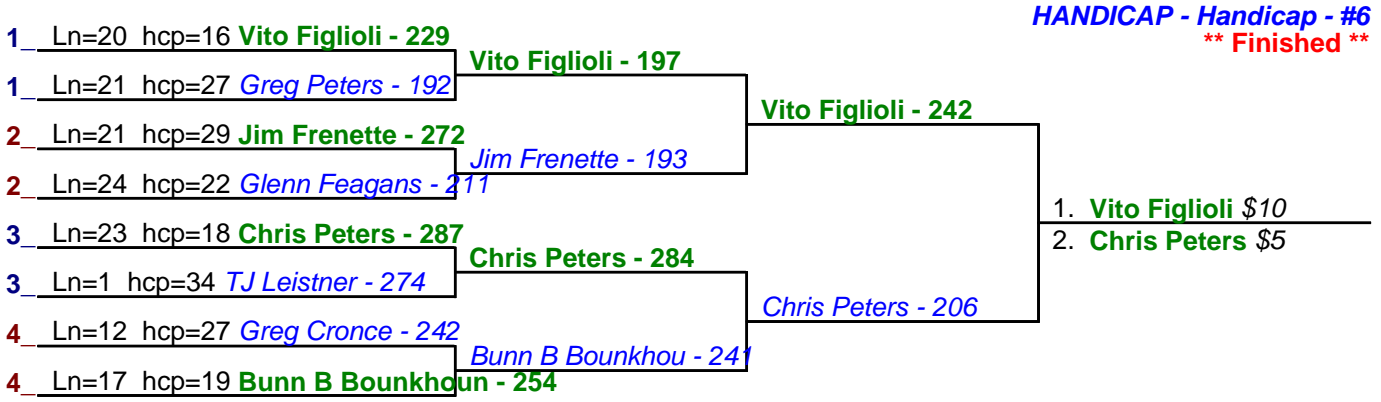 HANDICAP - Handicap - #6
** Finished **
1_ Ln=20 hcp=16 Vito Figlioli - 229
1_ Ln=21 hcp=27 Greg Peters - 192
2_ Ln=21 hcp=29 Jim Frenette - 272
2_ Ln=24 hcp=22 Glenn Feagans - 211
3_ Ln=23 hcp=18 Chris Peters - 287
3_ Ln=1 hcp=34 TJ Leistner - 274
4_ Ln=12 hcp=27 Greg Cronce - 242
4_ Ln=17 hcp=19 Bunn B Bounkhoun - 254
Vito Figlioli - 197
Jim Frenette - 193
Chris Peters - 284
Bunn B Bounkhou - 241
Vito Figlioli - 242
Chris Peters - 206
1. Vito Figlioli $10
2. Chris Peters $5